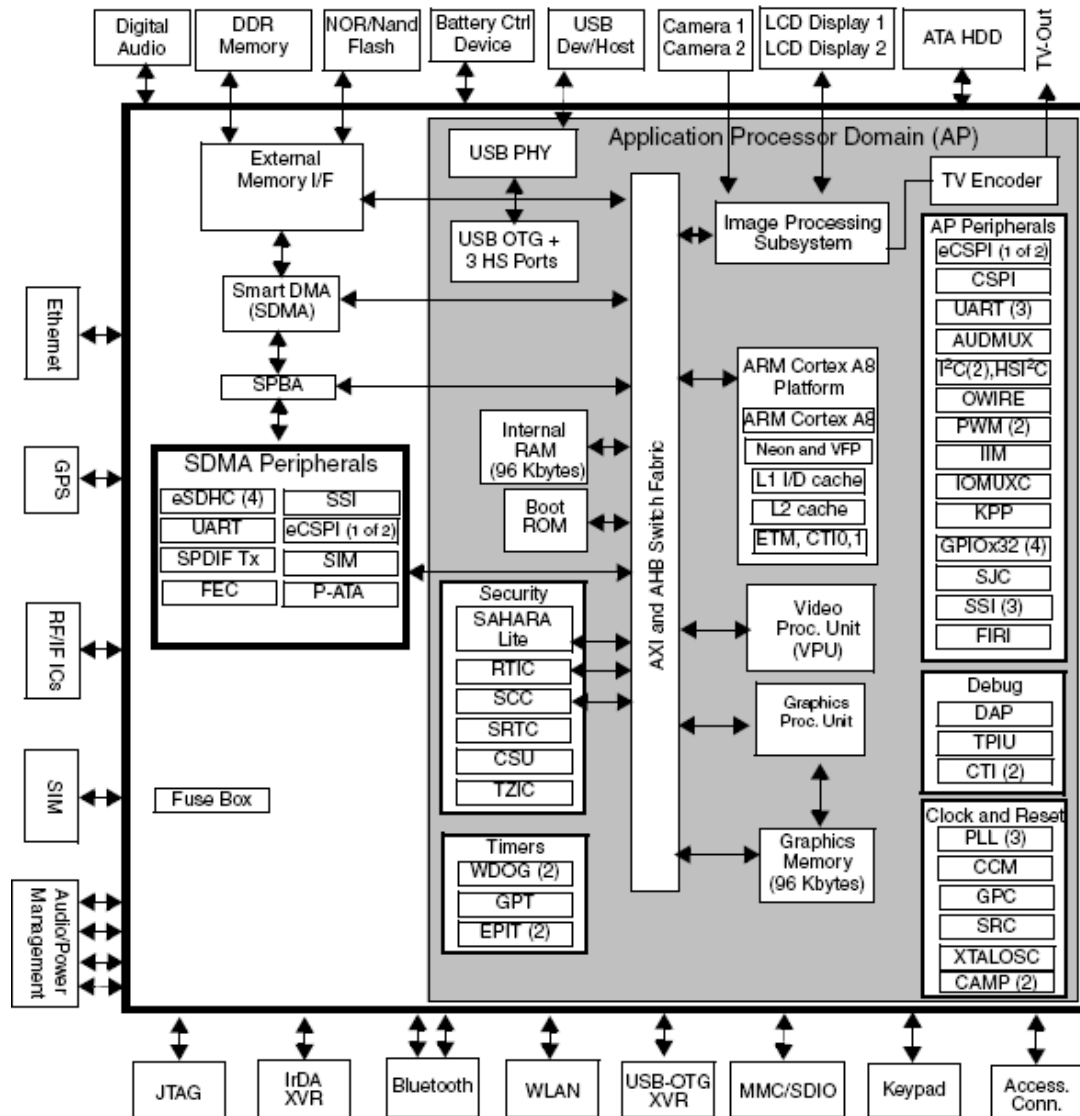 Digital
Audio
DDR
Memory
NOR/Nand
Flash
Battery Ctrl
Device
USB
Dev/Host
Camera 1
Camera 2
LCD Display 1
LCD Display 2
ATA HDD
TV-Out
Application Processor Domain (AP)
External
Memory I/F
USB PHY
USB OTG +
3 HS Ports
TV Encoder
Image Processing
Subsystem
Smart DMA
(SDMA)
SPBA
SDMA Peripherals
eSDHC (4)
SSI
UART
eCSPI (1 of 2)
SPDIF Tx
SIM
FEC
P-ATA
Fuse Box
Internal
RAM
(96 Kbytes)
Boot
ROM
Security
SAHARA
Lite
RTIC
SCC
SRTC
CSU
TZIC
Timers
WDOG (2)
GPT
EPIT (2)
AXI and AHB Switch Fabric
ARM Cortex A8
Platform
ARM Cortex A8
Neon and VFP
L1 I/D cache
L2 cache
ETM, CTI0,1
Video
Proc. Unit
(VPU)
Graphics
Proc. Unit
Graphics
Memory
(96 Kbytes)
AP Peripherals
eCSPI (1 of 2)
CSPI
UART (3)
AUDMUX
I²C(2),HSI²C
OWIRE
PWM (2)
IIM
IOMUXC
KPP
GPIOx32 (4)
SJC
SSI (3)
FIRI
Debug
DAP
TPIU
CTI (2)
Clock and Reset
PLL (3)
CCM
GPC
SRC
XTALOSC
CAMP (2)
Ethernet
GPS
RF/IF ICs
SIM
Audio/Power
Management
JTAG
IrDA
XVR
Bluetooth
WLAN
USB-OTG
XVR
MMC/SDIO
Keypad
Access.
Conn.